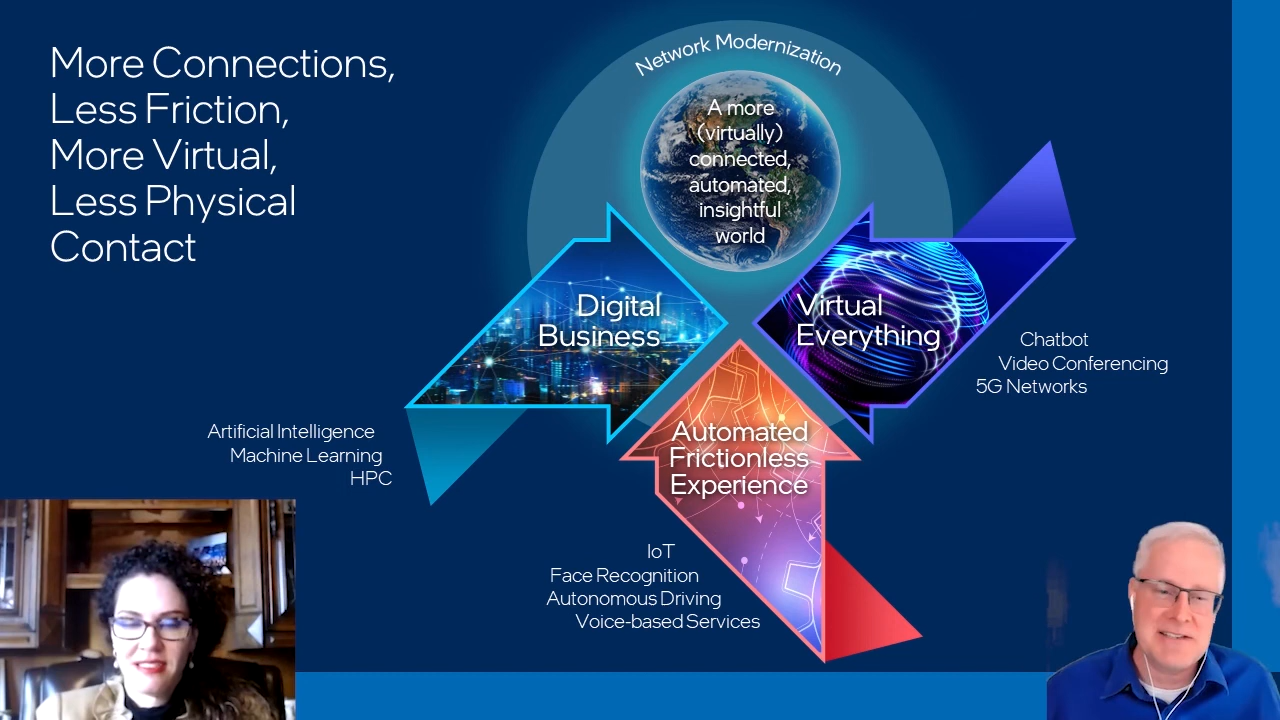 More Connections,
Less Friction,
More Virtual,
Less Physical
Contact
Network Modernization
A more
(virtually)
connected,
automated,
insightful
world
Digital
Business
Virtual
Everything
Chatbot
Video Conferencing
5G Networks
Automated
Frictionless
Experience
Artificial Intelligence
Machine Learning
HPC
IoT
Face Recognition
Autonomous Driving
Voice-based Services